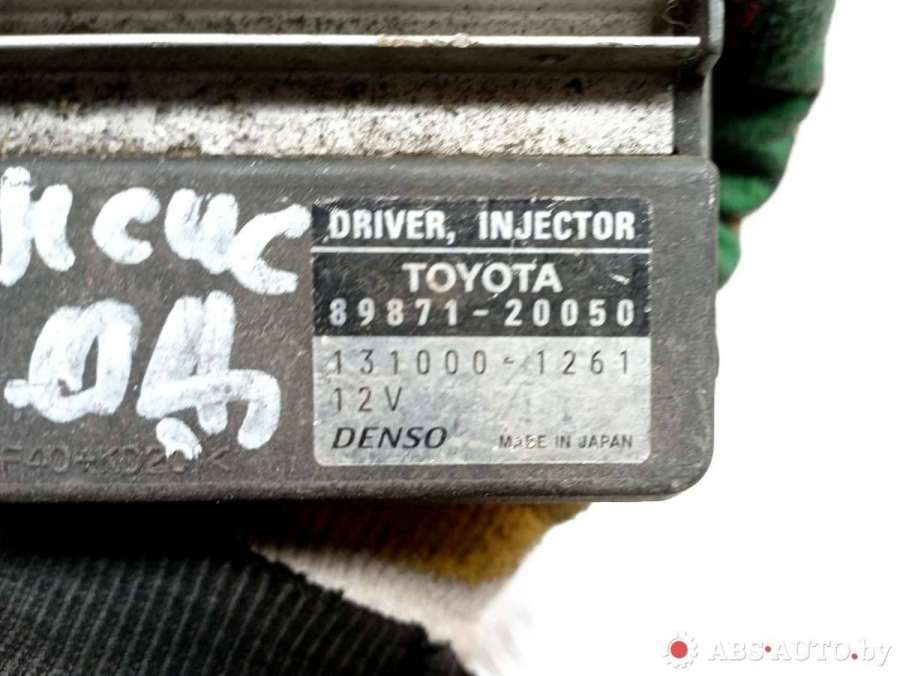 DRIVER, INJECTOR
TOYOTA
89871-20050
131000-1261
12V
DENSO MADE IN JAPAN
ABS-AUTO.by